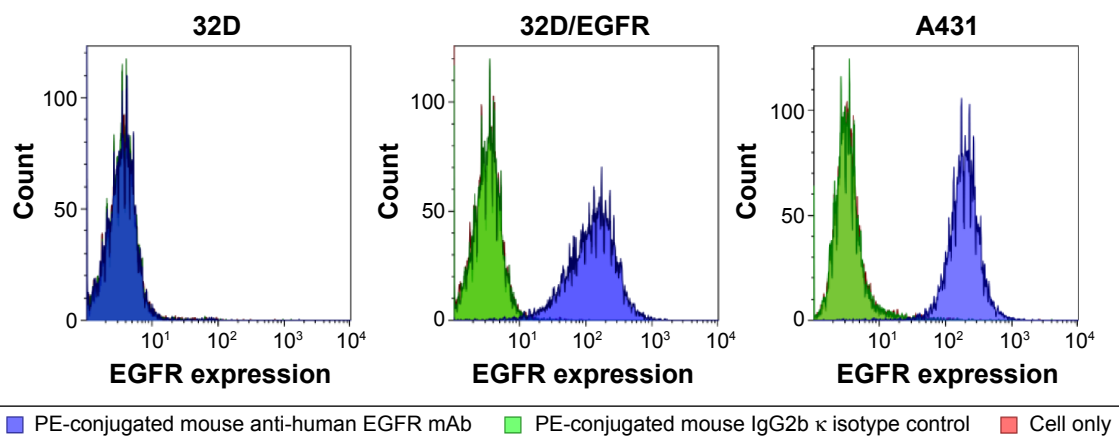 32D
32D/EGFR
A431
Count
100
50
0
10¹ 10² 10³ 10⁴
EGFR expression
Count
100
50
0
10¹ 10² 10³ 10⁴
EGFR expression
Count
100
50
0
10¹ 10² 10³ 10⁴
EGFR expression
PE-conjugated mouse anti-human EGFR mAb
PE-conjugated mouse IgG2b κ isotype control
Cell only